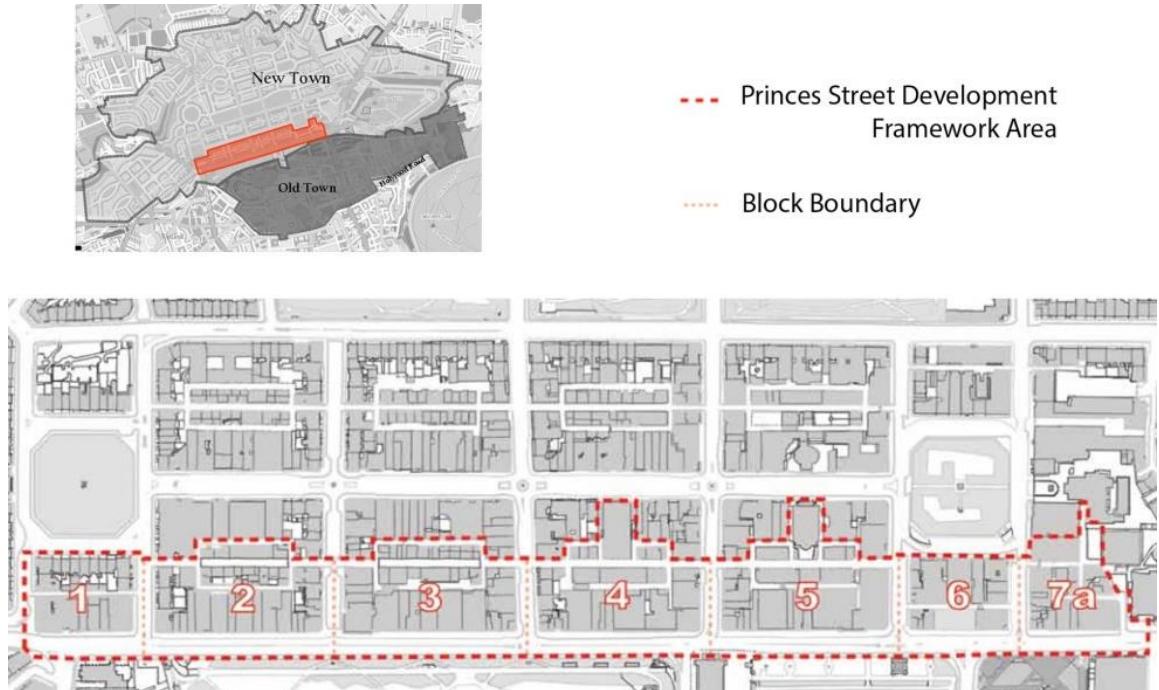 New Town
Old Town
Holyrood Road
Princes Street Development
Framework Area
Block Boundary
1
2
3
4
5
6
7a